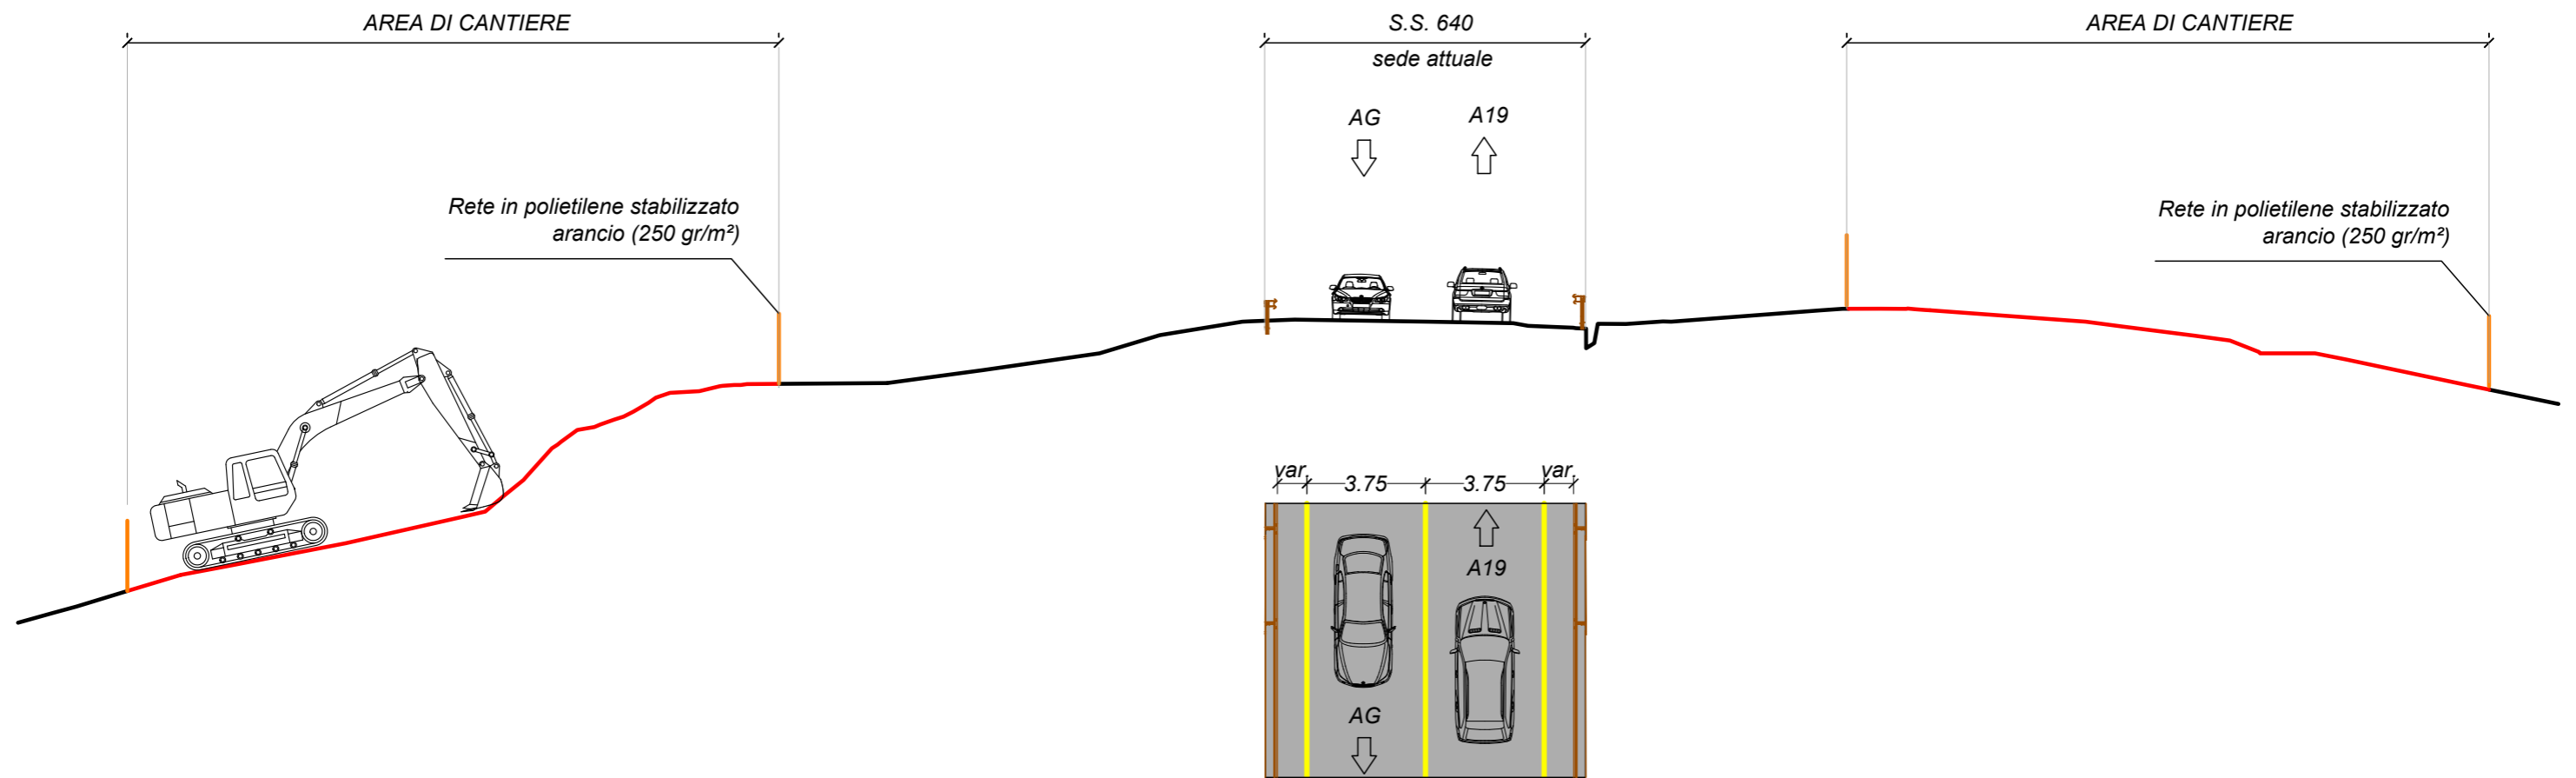 AREA DI CANTIERE
S.S. 640
AREA DI CANTIERE
sede attuale
AG
A19
Rete in polietilene stabilizzato
arancio (250 gr/m²)
Rete in polietilene stabilizzato
arancio (250 gr/m²)
var.
3.75
3.75
var.
A19
AG